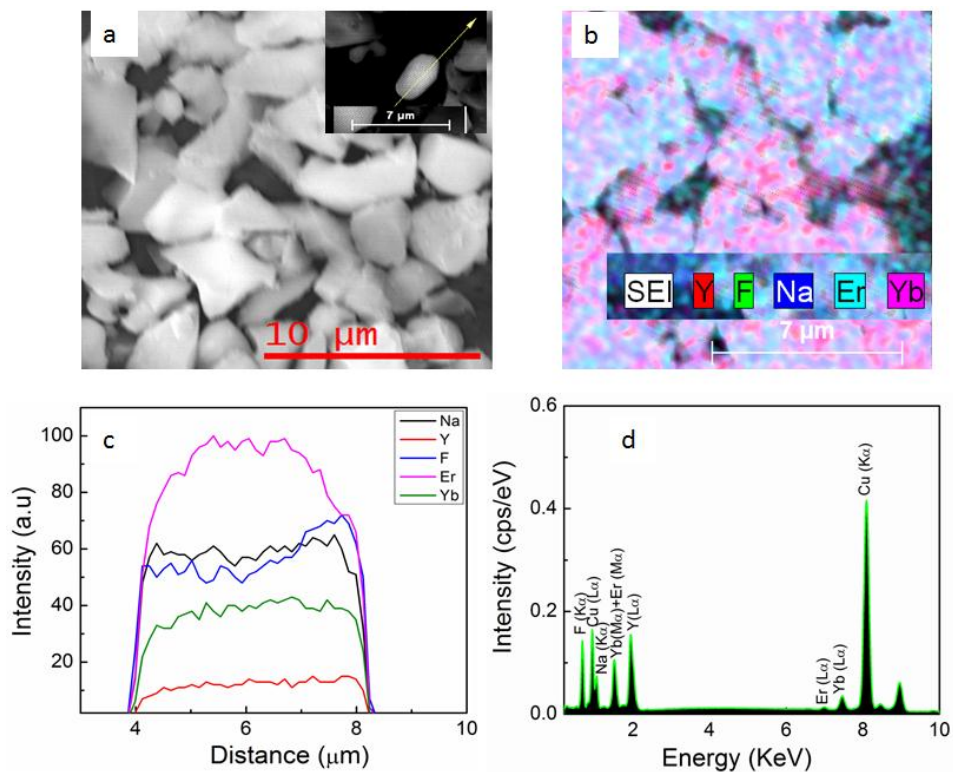 a
7 µm
10 µm
b
SEI Y F Na Er Yb
7 µm
c
Na
Y
F
Er
Yb
100
80
60
40
20
4 6 8 10
Intensity (a.u)
Distance (µm)
d
0.6
0.4
0.2
0.0
0 2 4 6 8 10
Intensity (cps/eV)
Energy (KeV)
F (Kα)
Cu (Lα)
Na (Kα)
Yb(Mα)+Er (Mα)
Y(Lα)
Er (Lα)
Yb (Lα)
Cu (Kα)